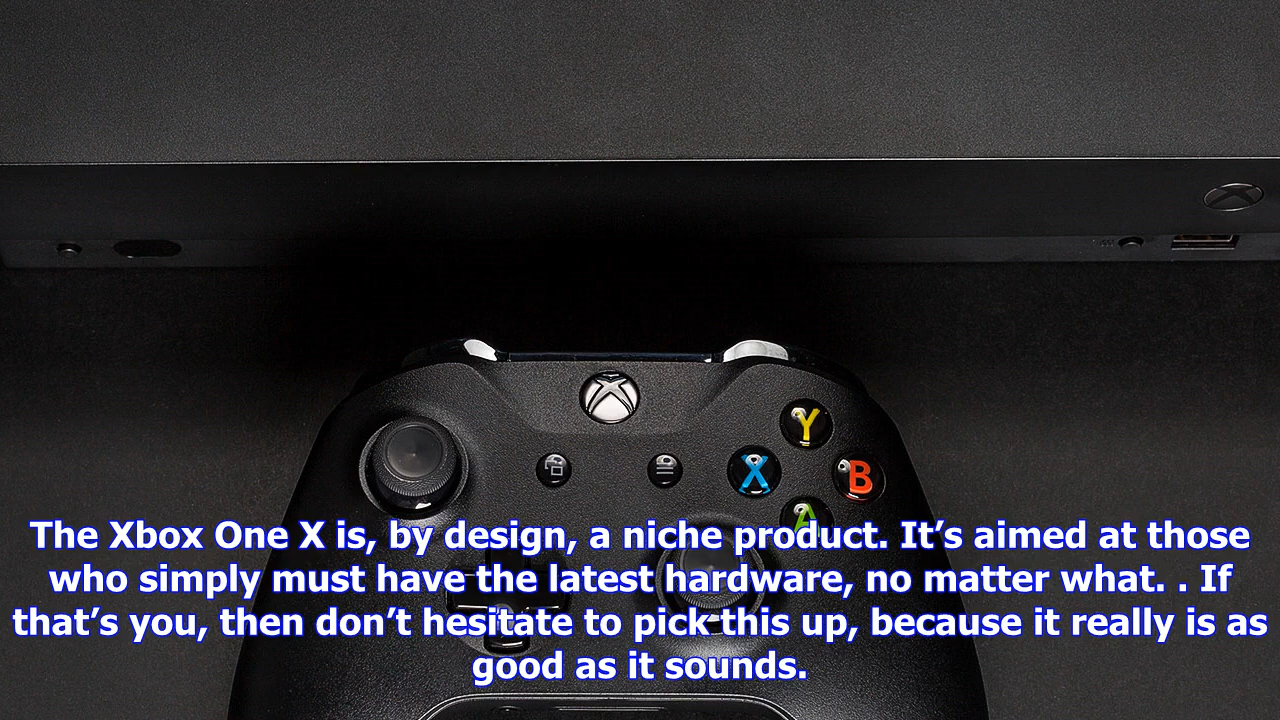 Y
X
B
A
The Xbox One X is, by design, a niche product. It’s aimed at those
who simply must have the latest hardware, no matter what. . If
that’s you, then don’t hesitate to pick this up, because it really is as
good as it sounds.